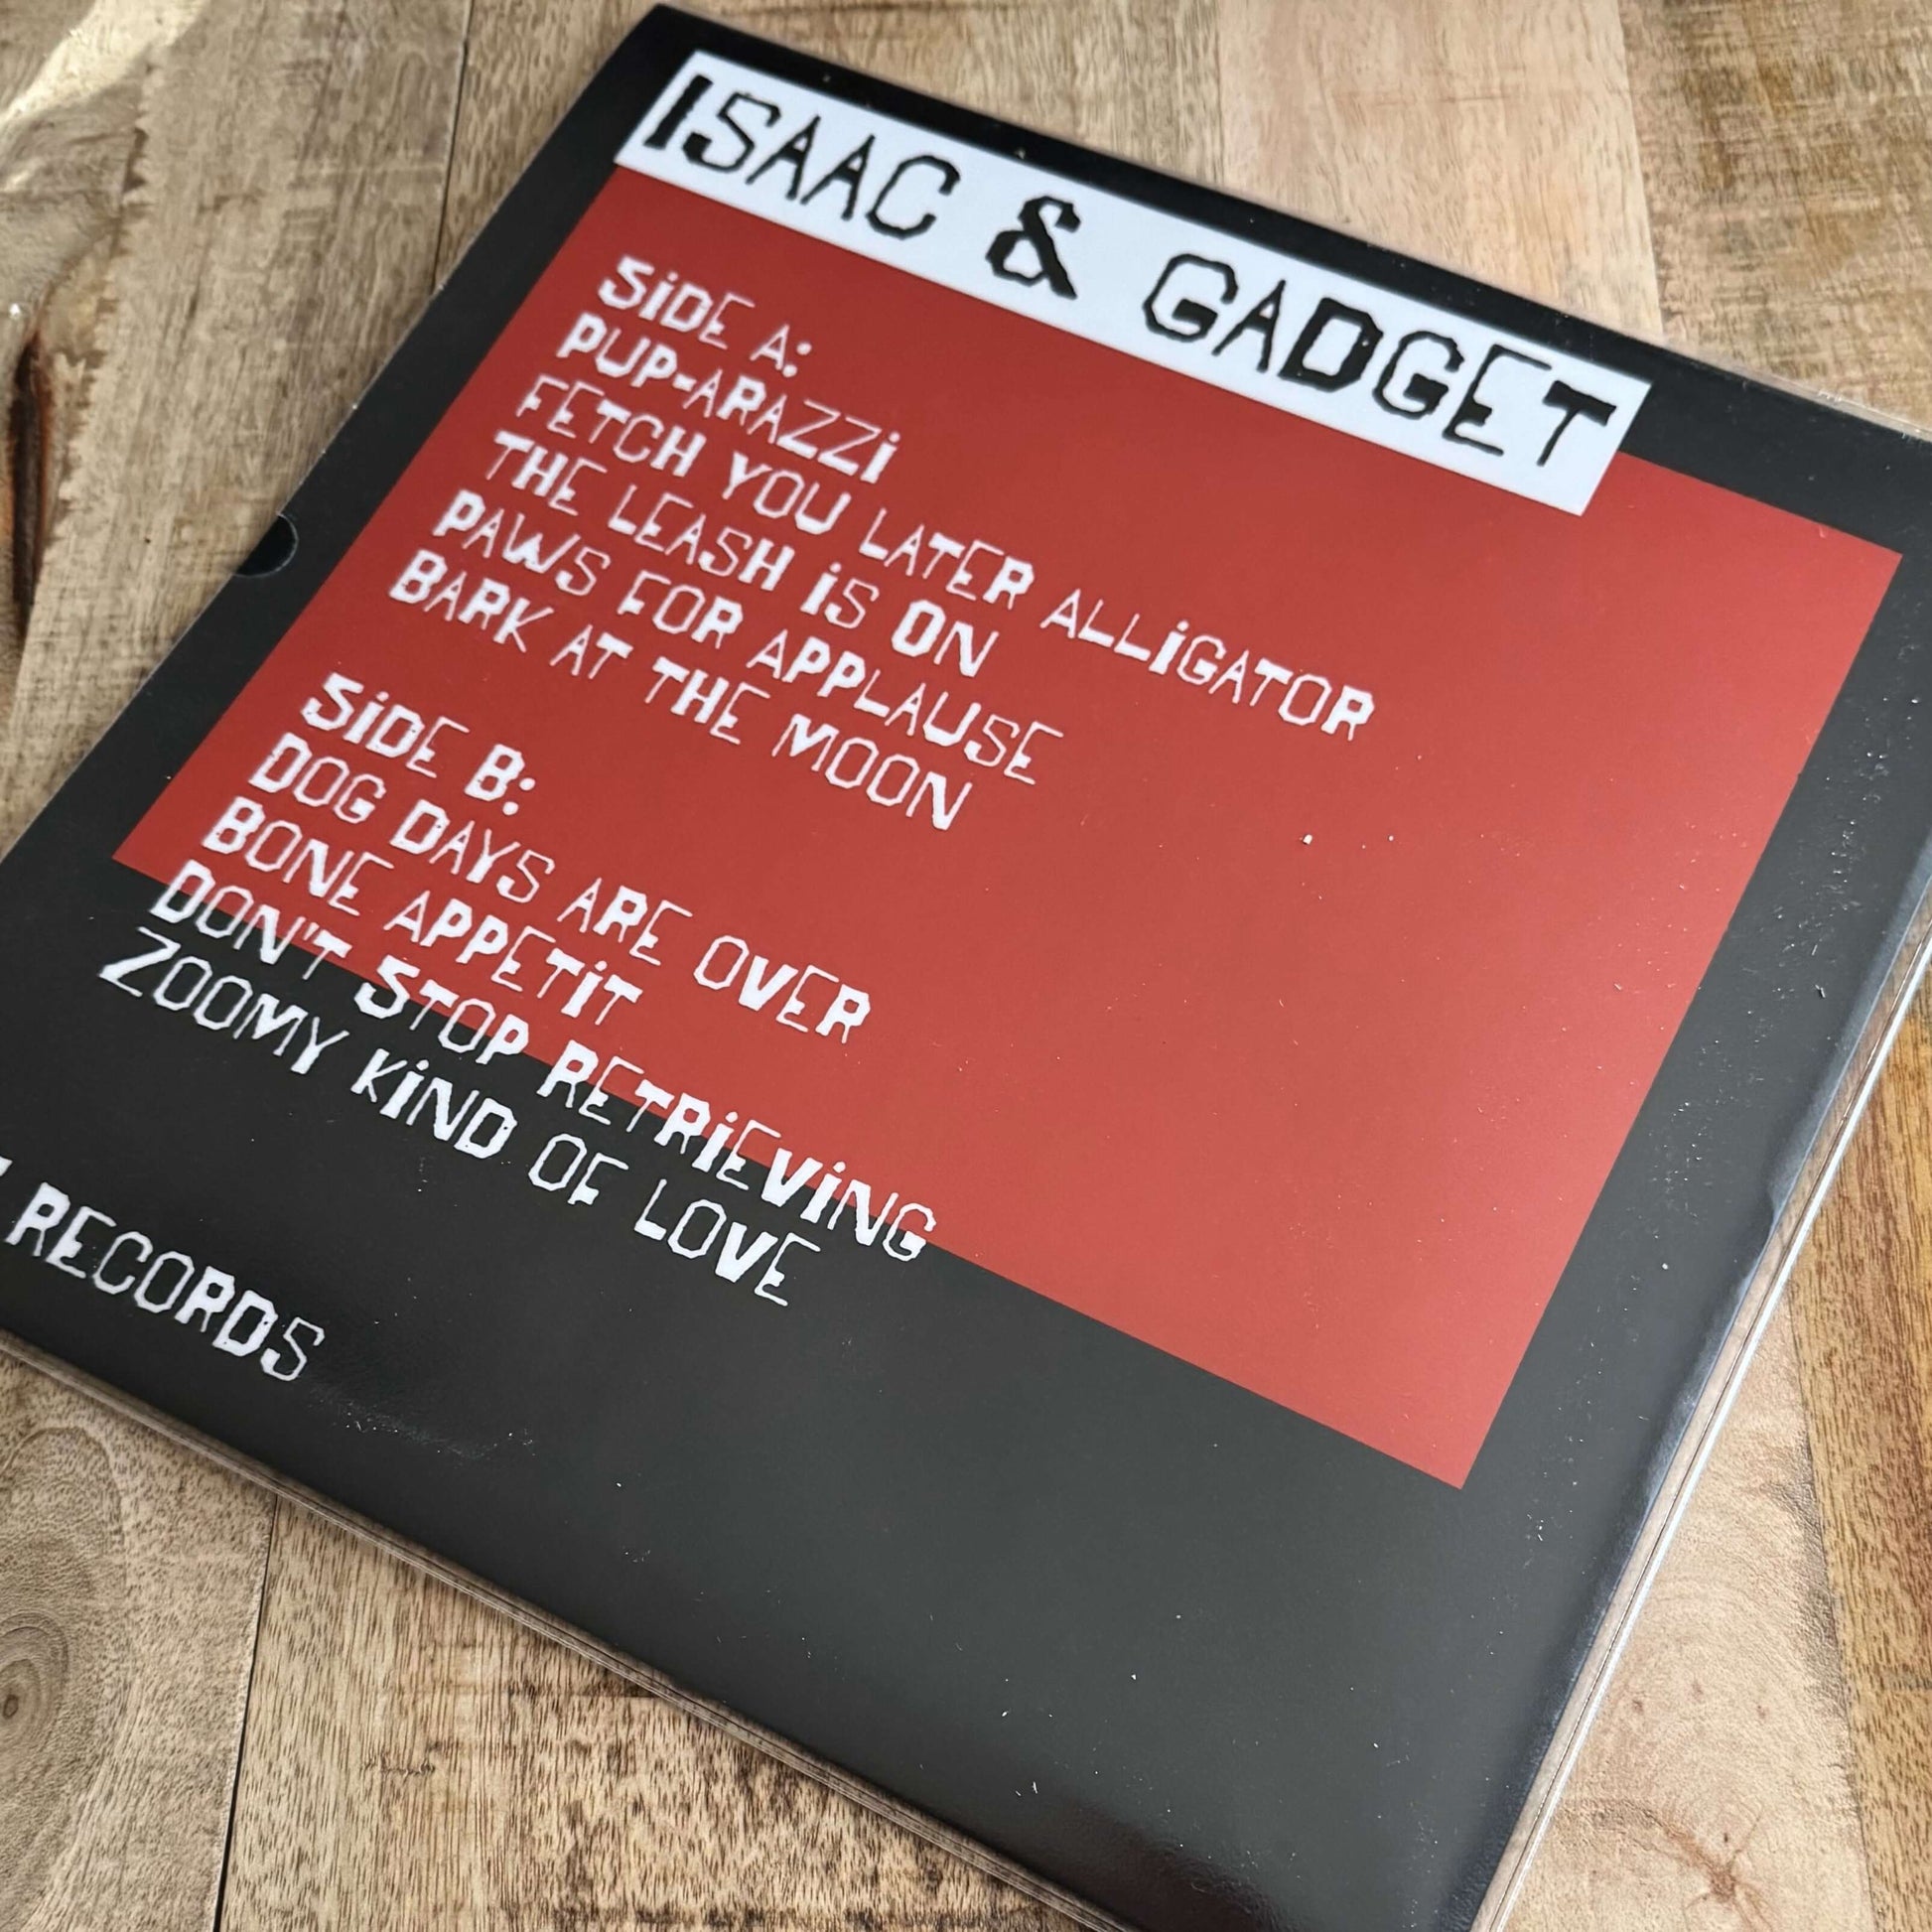 ISAAC & GADGET
SiDE A:
PUP-ARAZZi
FETCH YOU LATER ALLiGATOR
THE LEASH iS ON
PAWS FOR APPLAUSE
BARK AT THE MOON
SiDE B:
DOG DAYS ARE OVER
BONE APPETiT
DON'T STOP RETRiEViNG
ZOOMY KiND OF LOVE
RECORDS